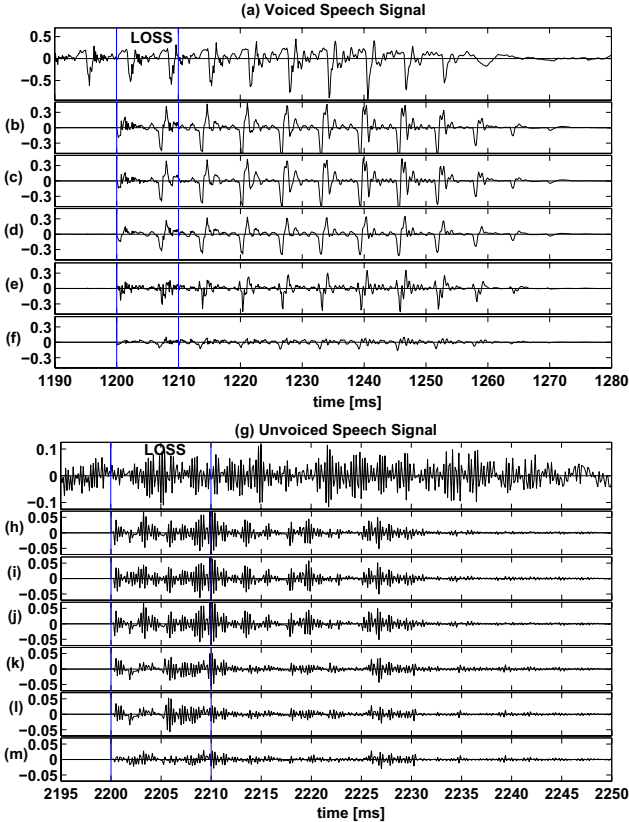 (a) Voiced Speech Signal
LOSS
0.5
0
−0.5
(b)
0.3
0
−0.3
(c)
0.3
0
−0.3
(d)
0.3
0
−0.3
(e)
0.3
0
−0.3
(f)
0.3
0
−0.3
1190 1200 1210 1220 1230 1240 1250 1260 1270 1280
time [ms]
(g) Unvoiced Speech Signal
LOSS
0.1
0
−0.1
(h)
0.05
0
−0.05
(i)
0.05
0
−0.05
(j)
0.05
0
−0.05
(k)
0.05
0
−0.05
(l)
0.05
0
−0.05
(m)
0.05
0
−0.05
2195 2200 2205 2210 2215 2220 2225 2230 2235 2240 2245 2250
time [ms]